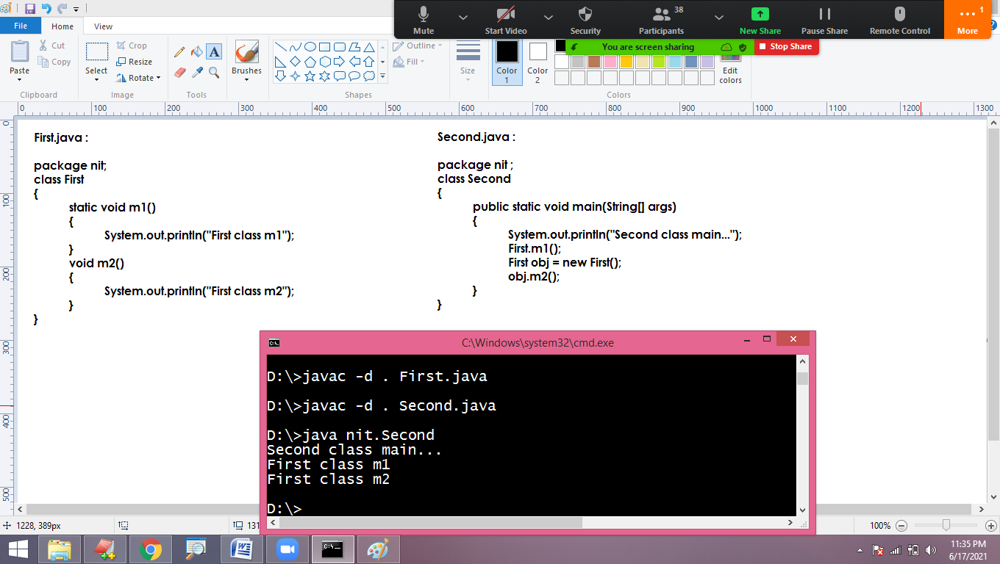 Mute
Start Video
Security
38
Participants
New Share
Pause Share
Remote Control
1
More
You are screen sharing
Stop Share
File
Home
View
Paste
Cut
Copy
Clipboard
Select
Crop
Resize
Rotate
Image
A
Tools
Brushes
Shapes
Outline
Fill
Size
Color 1
Color 2
Edit colors
Colors
0 100 200 300 400 500 600 700 800 900 1000 1100 1200 1300
0
100
200
300
400
500
First.java :
package nit;
class First
{
static void m1()
{
System.out.println("First class m1");
}
void m2()
{
System.out.println("First class m2");
}
}
Second.java :
package nit ;
class Second
{
public static void main(String[] args)
{
System.out.println("Second class main...");
First.m1();
First obj = new First();
obj.m2();
}
}
C:\Windows\system32\cmd.exe
D:\>javac -d . First.java
D:\>javac -d . Second.java
D:\>java nit.Second
Second class main...
First class m1
First class m2
D:\>
1228, 389px
131
100%
11:35 PM
6/17/2021